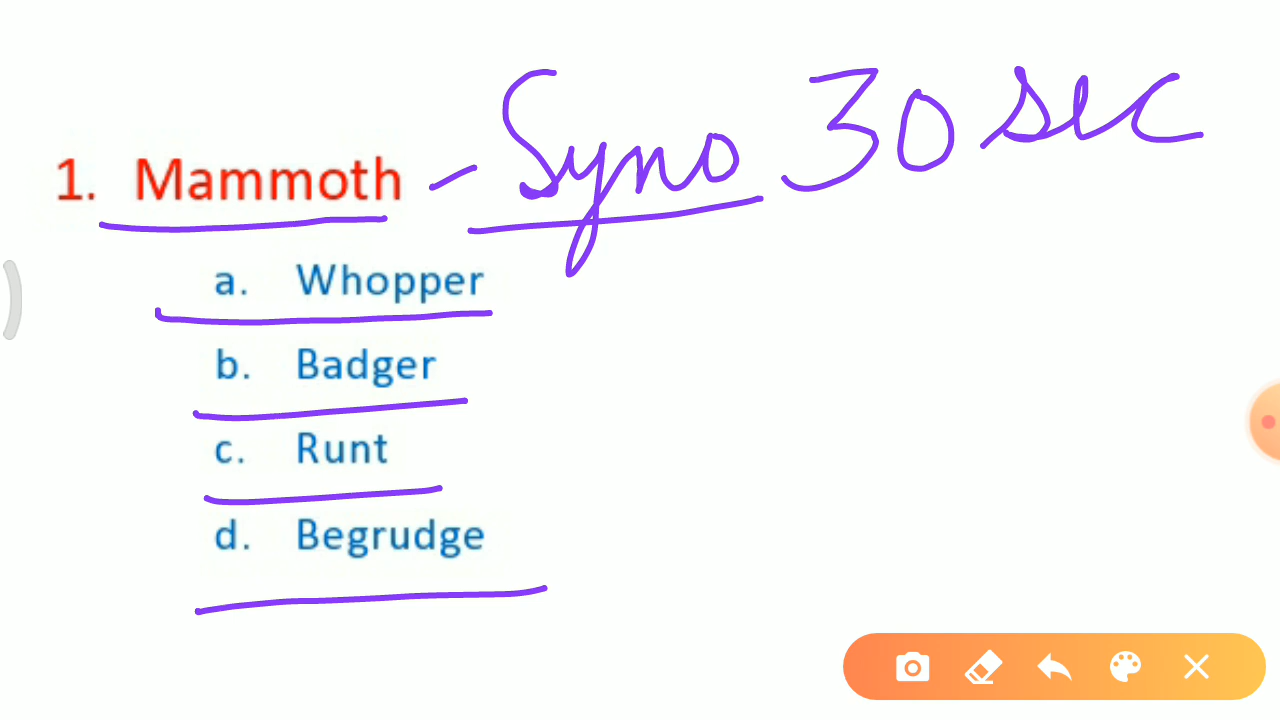 1. Mammoth - Syno 30 sec
a. Whopper
b. Badger
c. Runt
d. Begrudge